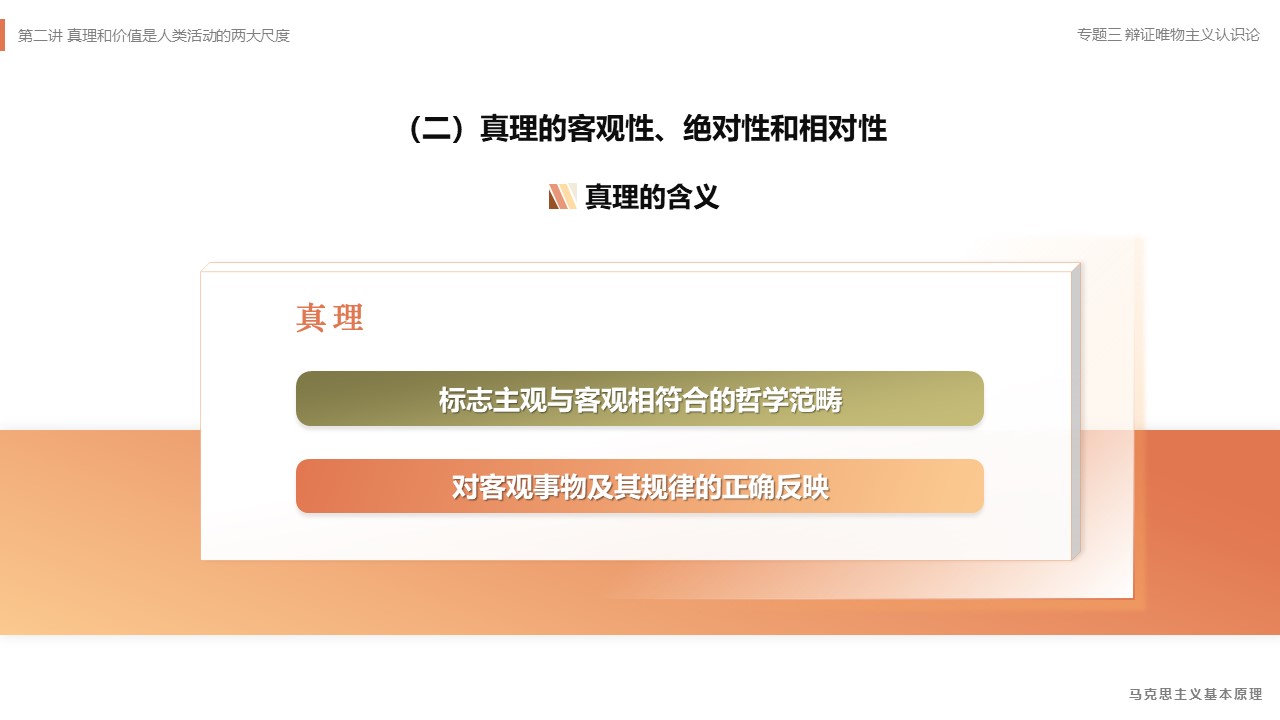 第二讲 真理和价值是人类活动的两大尺度
专题三 辩证唯物主义认识论
（二）真理的客观性、绝对性和相对性
真理的含义
真理
标志主观与客观相符合的哲学范畴
对客观事物及其规律的正确反映
马克思主义基本原理